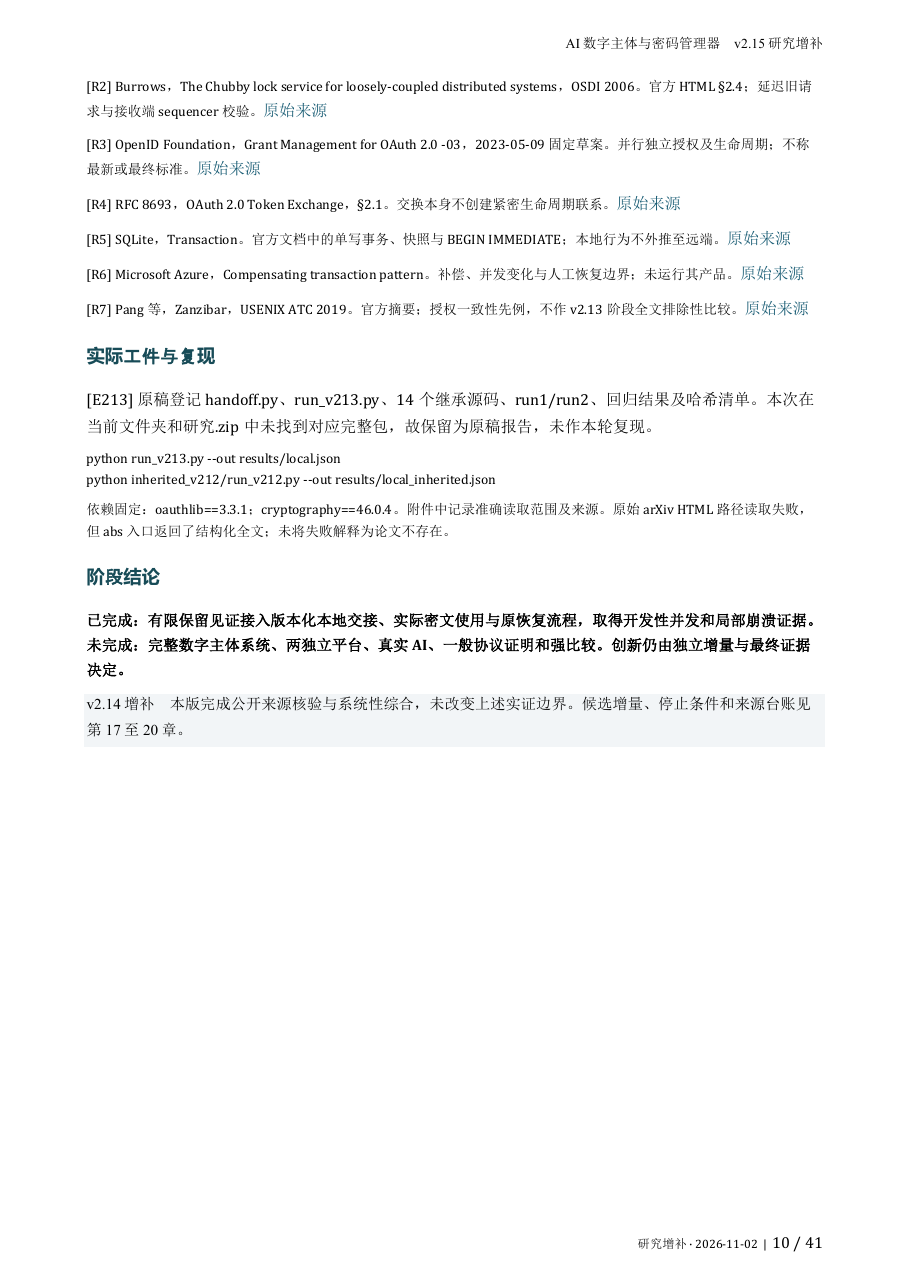 AI 数字主体与密码管理器 v2.15 研究增补
[R2] Burrows，The Chubby lock service for loosely-coupled distributed systems，OSDI 2006。官方 HTML §2.4；延迟旧请
求与接收端 sequencer 校验。原始来源
[R3] OpenID Foundation，Grant Management for OAuth 2.0 -03，2023-05-09 固定草案。并行独立授权及生命周期；不称
最新或最终标准。原始来源
[R4] RFC 8693，OAuth 2.0 Token Exchange，§2.1。交换本身不创建紧密生命周期联系。原始来源
[R5] SQLite，Transaction。官方文档中的单写事务、快照与 BEGIN IMMEDIATE；本地行为不外推至远端。原始来源
[R6] Microsoft Azure，Compensating transaction pattern。补偿、并发变化与人工恢复边界；未运行其产品。原始来源
[R7] Pang 等，Zanzibar，USENIX ATC 2019。官方摘要；授权一致性先例，不作 v2.13 阶段全文排除性比较。原始来源
实际工件与复现
[E213] 原稿登记 handoff.py、run_v213.py、14 个继承源码、run1/run2、回归结果及哈希清单。本次在
当前文件夹和研究.zip 中未找到对应完整包，故保留为原稿报告，未作本轮复现。
python run_v213.py --out results/local.json
python inherited_v212/run_v212.py --out results/local_inherited.json
依赖固定：oauthlib==3.3.1；cryptography==46.0.4。附件中记录准确读取范围及来源。原始 arXiv HTML 路径读取失败，
但 abs 入口返回了结构化全文；未将失败解释为论文不存在。
阶段结论
已完成：有限保留见证接入版本化本地交接、实际密文使用与原恢复流程，取得开发性并发和局部崩溃证据。
未完成：完整数字主体系统、两独立平台、真实 AI、一般协议证明和强比较。创新仍由独立增量与最终证据
决定。
v2.14 增补 本版完成公开来源核验与系统性综合，未改变上述实证边界。候选增量、停止条件和来源台账见
第 17 至 20 章。
研究增补 · 2026-11-02 | 10 / 41